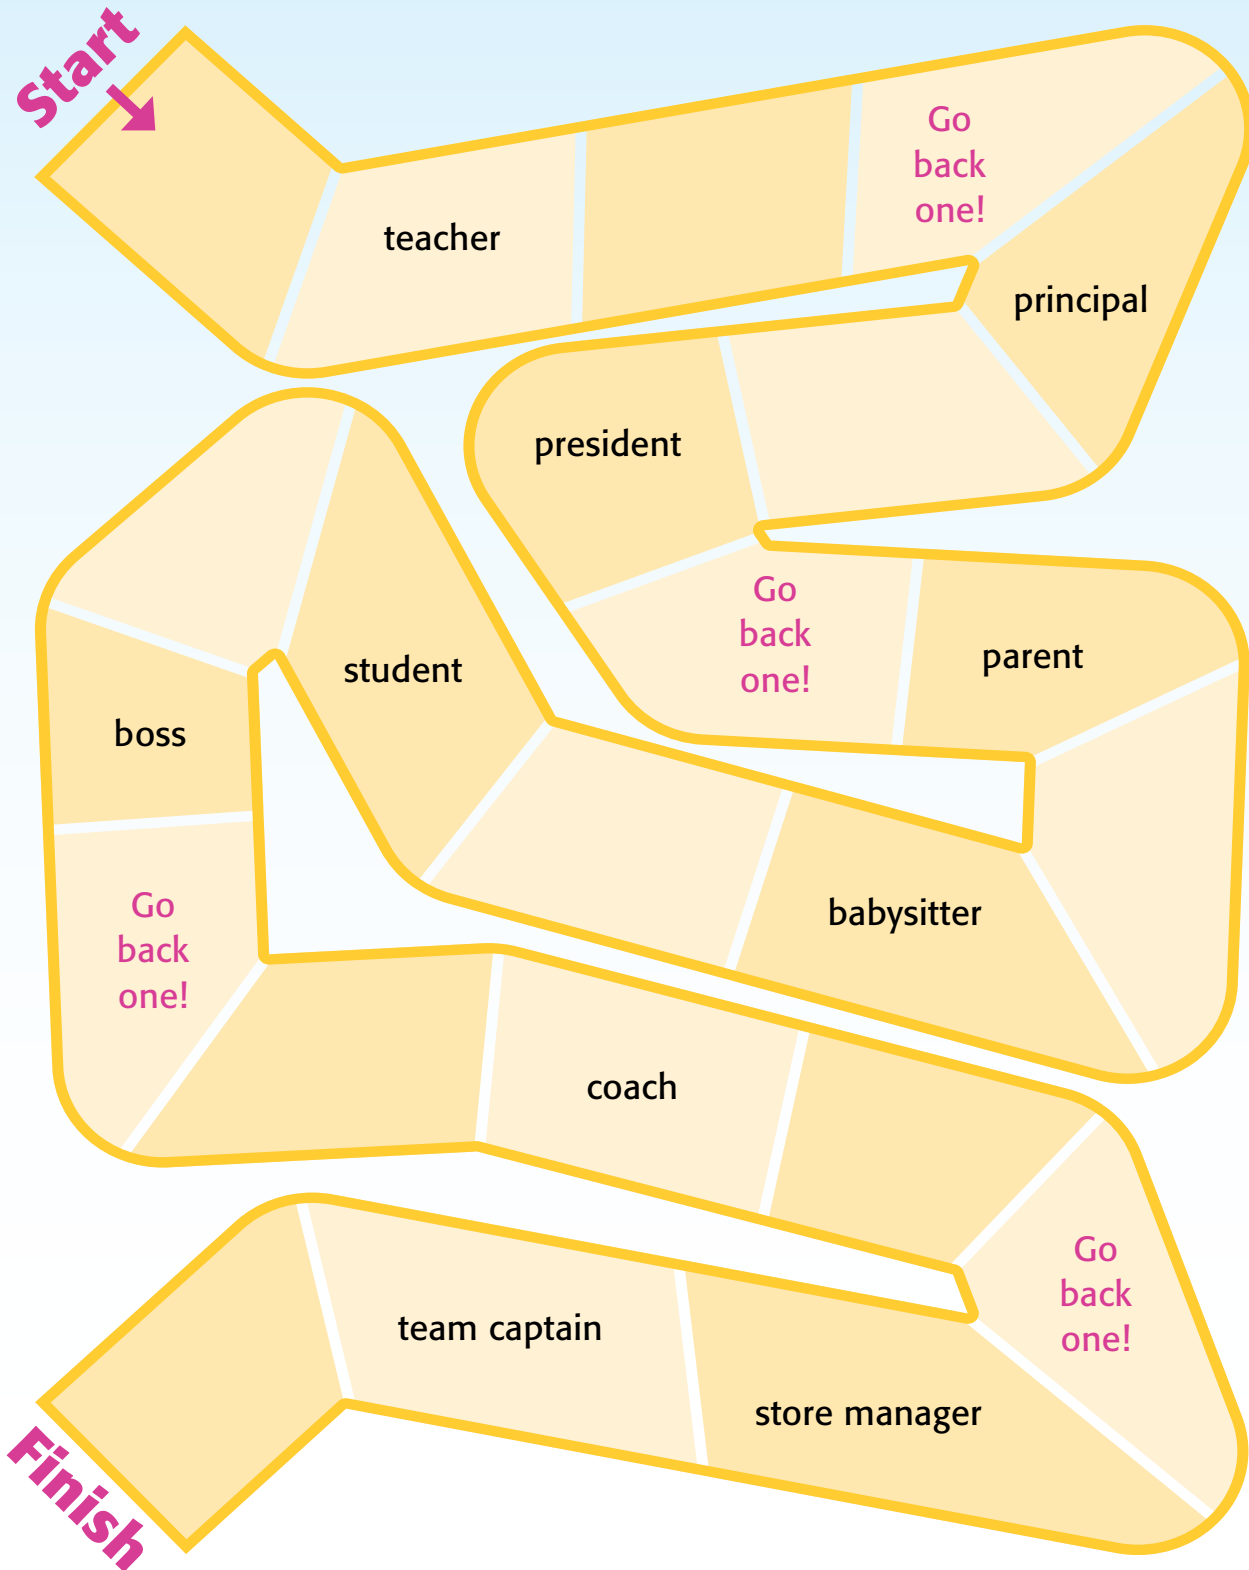 Start
teacher
Go
back
one!
principal
president
Go
back
one!
parent
babysitter
student
boss
Go
back
one!
coach
Go
back
one!
store manager
team captain
Finish